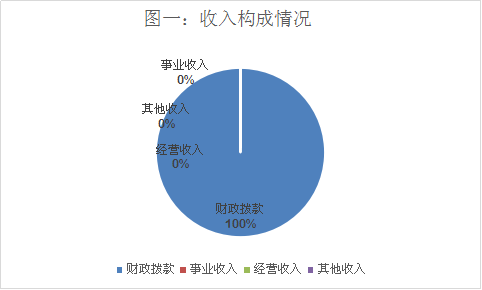 图一：收入构成情况
事业收入
0%
其他收入
0%
经营收入
0%
财政拨款
100%
财政拨款 事业收入 经营收入 其他收入